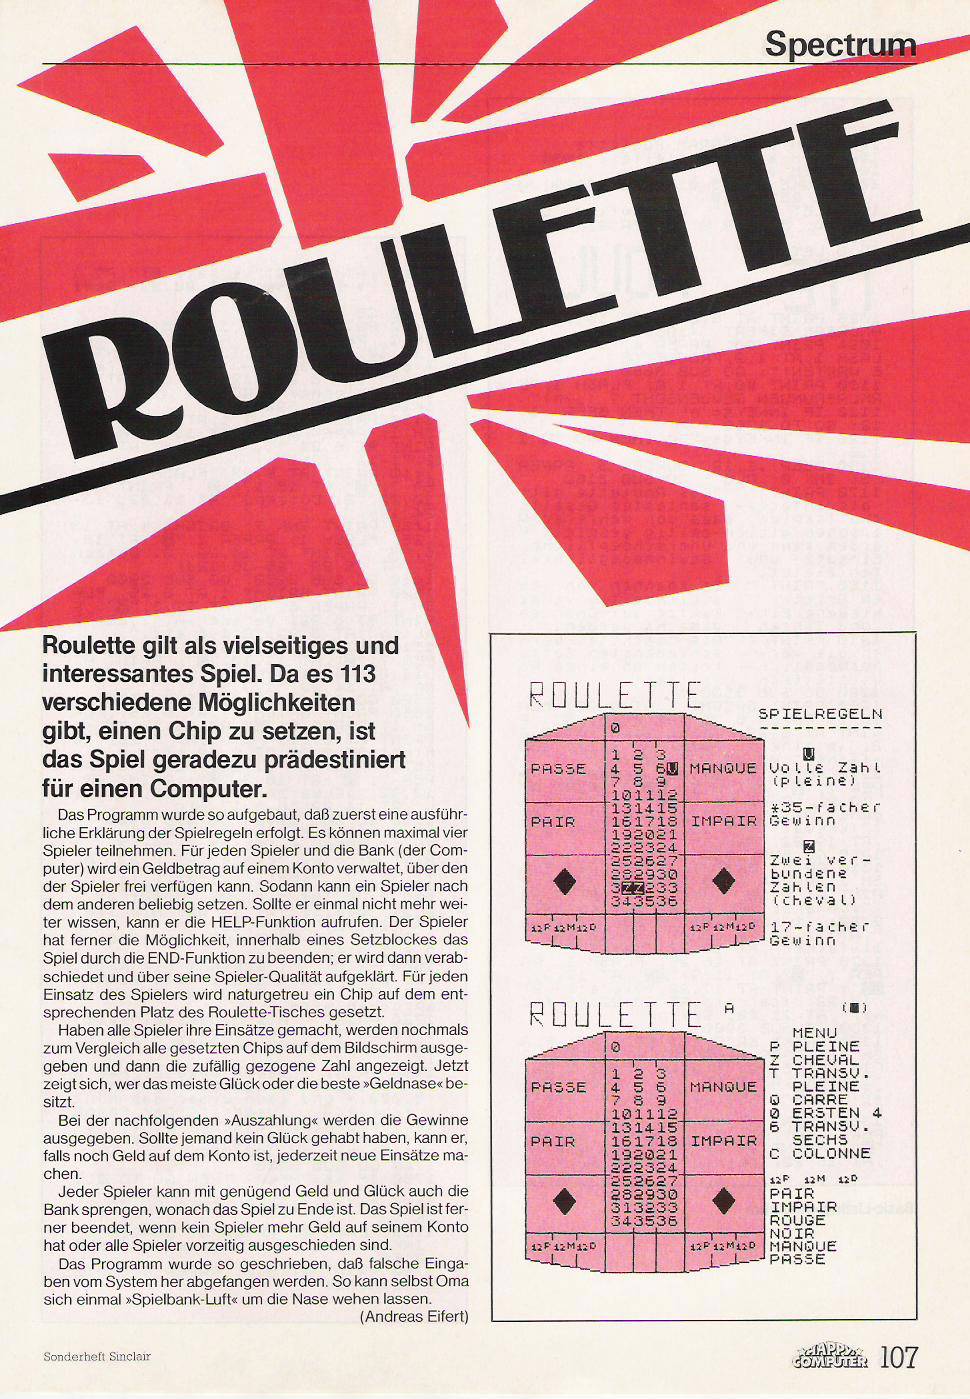 Spectrum
ROULETTE
Roulette gilt als vielseitiges und
interessantes Spiel. Da es 113
verschiedene Möglichkeiten
gibt, einen Chip zu setzen, ist
das Spiel geradezu prädestiniert
für einen Computer.
Das Programm wurde so aufgebaut, daß zuerst eine ausführ-
liche Erklärung der Spielregeln erfolgt. Es können maximal vier
Spieler teilnehmen. Für jeden Spieler und die Bank (der Com-
puter) wird ein Geldbetrag auf einem Konto verwaltet, über den
der Spieler frei verfügen kann. Sodann kann ein Spieler nach
dem anderen beliebig setzen. Sollte er einmal nicht mehr wei-
ter wissen, kann er die HELP-Funktion aufrufen. Der Spieler
hat ferner die Möglichkeit, innerhalb eines Setzblockes das
Spiel durch die END-Funktion zu beenden; er wird dann verab-
schiedet und über seine Spieler-Qualität aufgeklärt. Für jeden
Einsatz des Spielers wird naturgetreu ein Chip auf dem ent-
sprechenden Platz des Roulette-Tisches gesetzt.
Haben alle Spieler ihre Einsätze gemacht, werden nochmals
zum Vergleich alle gesetzten Chips auf dem Bildschirm ausge-
geben und dann die zufällig gezogene Zahl angezeigt. Jetzt
zeigt sich, wer das meiste Glück oder die beste »Geldnase« be-
sitzt.
Bei der nachfolgenden »Auszahlung« werden die Gewinne
ausgegeben. Sollte jemand kein Glück gehabt haben, kann er,
falls noch Geld auf dem Konto ist, jederzeit neue Einsätze ma-
chen.
Jeder Spieler kann mit genügend Geld und Glück auch die
Bank sprengen, wonach das Spiel zu Ende ist. Das Spiel ist fer-
ner beendet, wenn kein Spieler mehr Geld auf seinem Konto
hat oder alle Spieler vorzeitig ausgeschieden sind.
Das Programm wurde so geschrieben, daß falsche Einga-
ben vom System her abgefangen werden. So kann selbst Oma
sich einmal »Spielbank-Luft« um die Nase wehen lassen.
(Andreas Eifert)
ROULETTE
SPIELREGELN
0
1 2 3
PASSE 4 5 6U MANQUE
7 8 9
101112
131415
PAIR 161718 IMPAIR
192021
222324
252627
282930
3ZZ233
343536
12P 12M12D 12P 12M12D
U
Volle Zahl
(pleine)
*35-facher
Gewinn
Z
Zwei ver-
bundene
Zahlen
(cheval)
17-facher
Gewinn
ROULETTE A (■)
0
1 2 3
PASSE 4 5 6 MANQUE
7 8 9
101112
131415
PAIR 161718 IMPAIR
192021
222324
252627
282930
313233
343536
12P 12M12D 12P 12M12D
MENU
P PLEINE
Z CHEVAL
T TRANSV.
PLEINE
Q CARRE
0 ERSTEN 4
6 TRANSV.
SECHS
C COLONNE
12P 12M 12D
PAIR
IMPAIR
ROUGE
NOIR
MANQUE
PASSE
Sonderheft Sinclair
HAPPY
COMPUTER 107